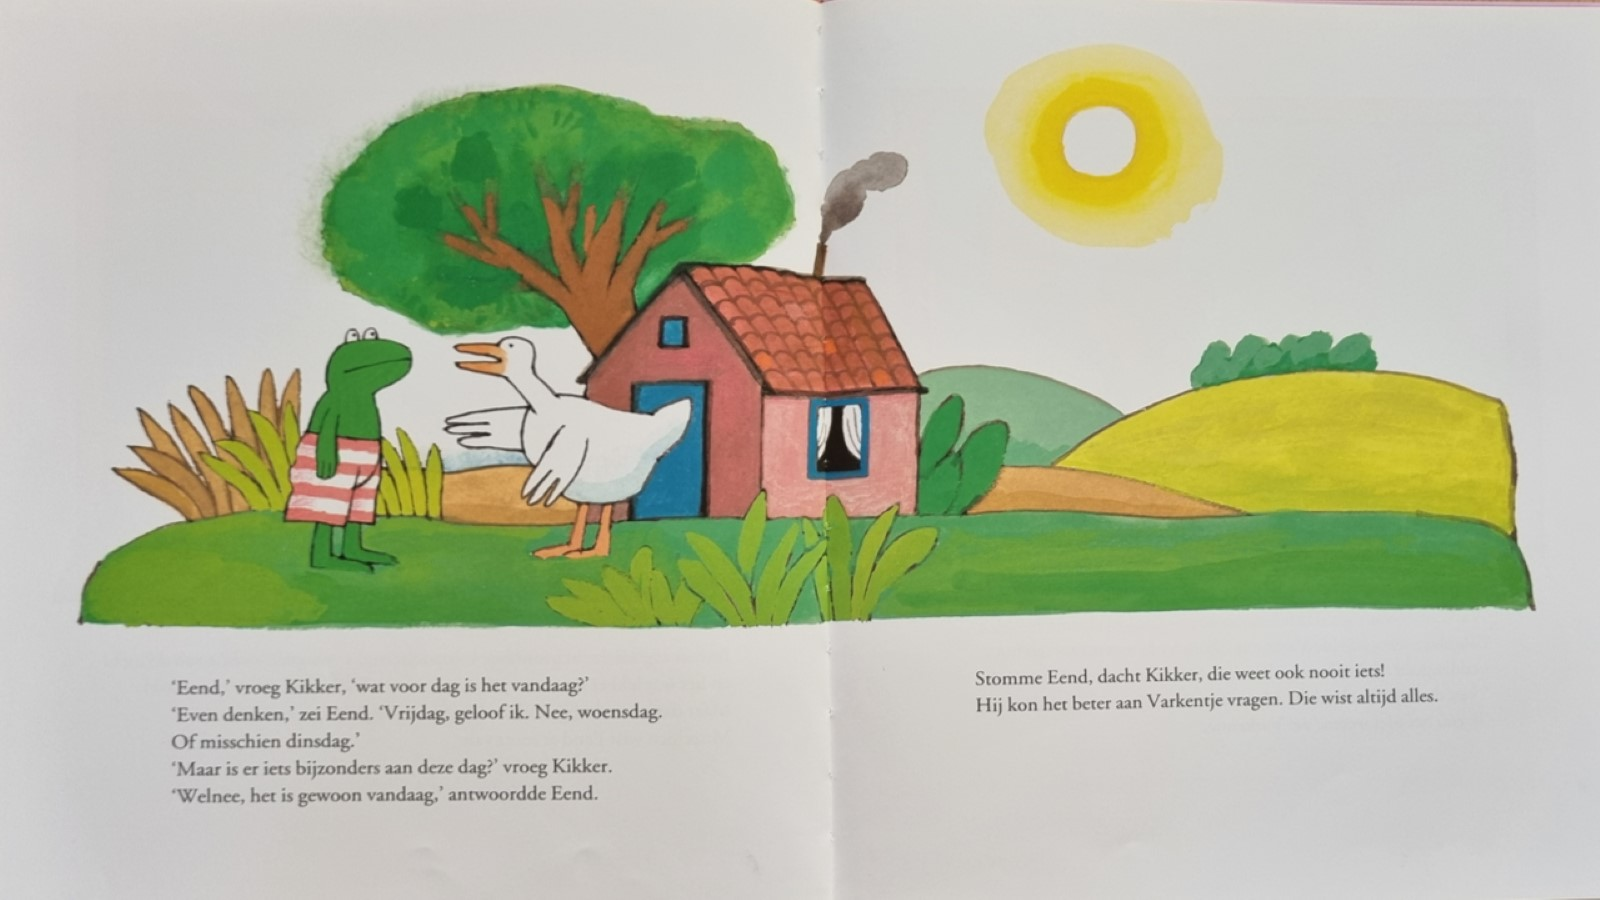 ‘Eend,’ vroeg Kikker, ‘wat voor dag is het vandaag?’
‘Even denken,’ zei Eend. ‘Vrijdag, geloof ik. Nee, woensdag.
Of misschien dinsdag.’
‘Maar is er iets bijzonders aan deze dag?’ vroeg Kikker.
‘Welnee, het is gewoon vandaag,’ antwoordde Eend.
Stomme Eend, dacht Kikker, die weet ook nooit iets!
Hij kon het beter aan Varkentje vragen. Die wist altijd alles.